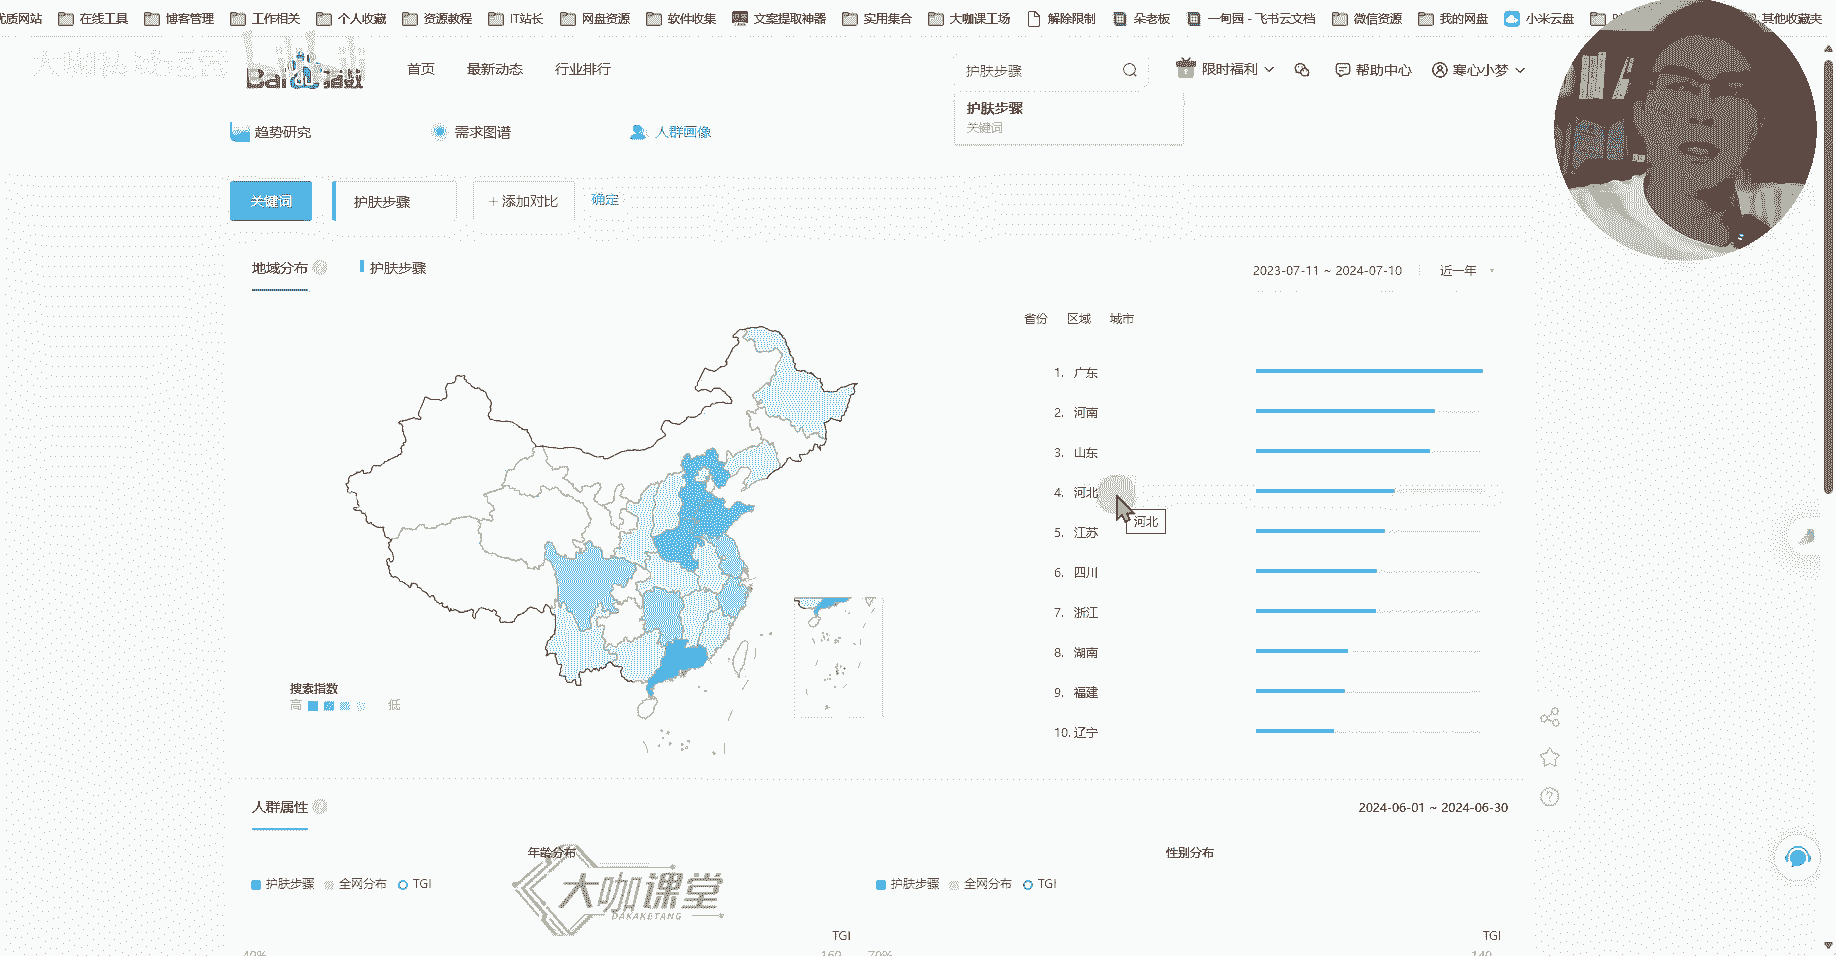 优质网站 在线工具 博客管理 工作相关 个人收藏 资源教程 IT站长 网盘资源 软件收集 文案提取神器 实用集合 大咖课工场 解除限制 朵老板 一甸园 - 飞书云文档 微信资源 我的网盘 小米云盘 其他收藏夹
Bai 指数 首页 最新动态 行业排行 护肤步骤 限时福利 帮助中心 寒心小梦
护肤步骤
关键词
趋势研究 需求图谱 人群画像
关键词 护肤步骤 + 添加对比 确定
地域分布 护肤步骤 2023-07-11 ~ 2024-07-10 近一年
省份 区域 城市
1. 广东
2. 河南
3. 山东
4. 河北
河北
5. 江苏
6. 四川
7. 浙江
8. 湖南
9. 福建
10. 辽宁
搜索指数
高 低
人群属性 2024-06-01 ~ 2024-06-30
年龄分布 性别分布
护肤步骤 全网分布 TGI 护肤步骤 全网分布 TGI
大咖课堂
DAKAKETANG
TGI TGI
40% 160 70% 140